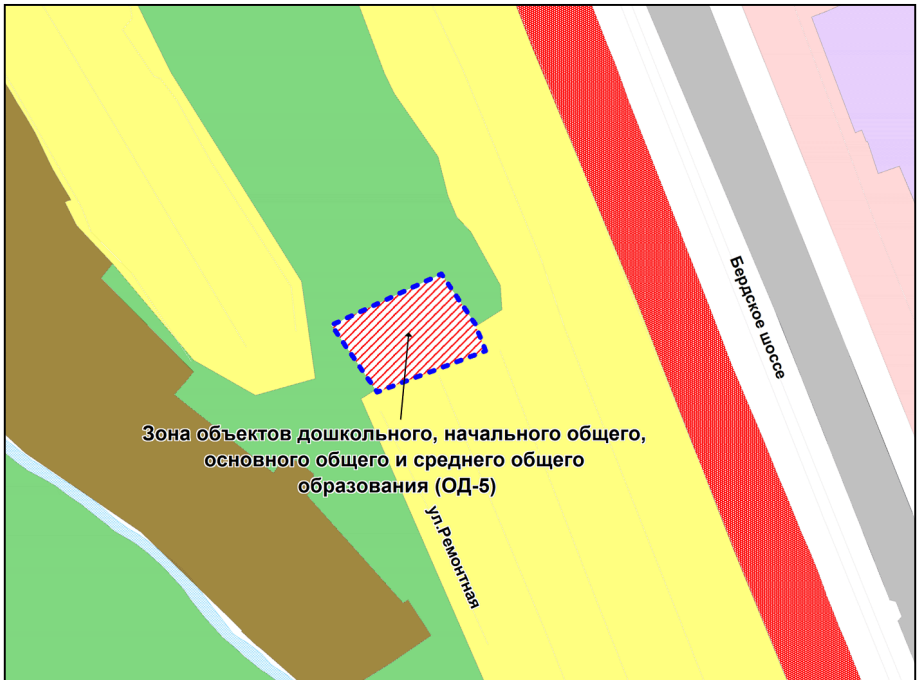 Бердское шоссе
Зона объектов дошкольного, начального общего,
основного общего и среднего общего
образования (ОД-5)
ул.Ремонтная